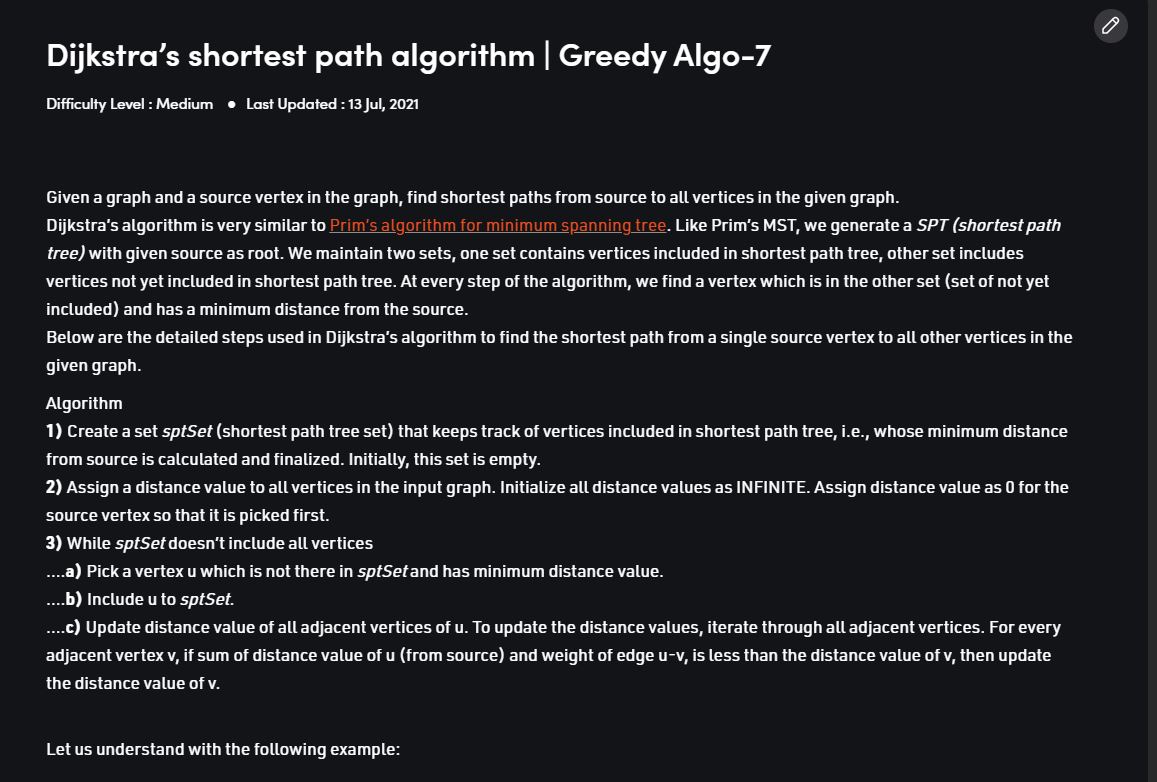 Dijkstra’s shortest path algorithm | Greedy Algo-7
Difficulty Level : Medium ● Last Updated : 13 Jul, 2021
Given a graph and a source vertex in the graph, find shortest paths from source to all vertices in the given graph.
Dijkstra’s algorithm is very similar to Prim’s algorithm for minimum spanning tree. Like Prim’s MST, we generate a SPT (shortest path
tree) with given source as root. We maintain two sets, one set contains vertices included in shortest path tree, other set includes
vertices not yet included in shortest path tree. At every step of the algorithm, we find a vertex which is in the other set (set of not yet
included) and has a minimum distance from the source.
Below are the detailed steps used in Dijkstra’s algorithm to find the shortest path from a single source vertex to all other vertices in the
given graph.
Algorithm
1) Create a set sptSet (shortest path tree set) that keeps track of vertices included in shortest path tree, i.e., whose minimum distance
from source is calculated and finalized. Initially, this set is empty.
2) Assign a distance value to all vertices in the input graph. Initialize all distance values as INFINITE. Assign distance value as 0 for the
source vertex so that it is picked first.
3) While sptSet doesn’t include all vertices
....a) Pick a vertex u which is not there in sptSet and has minimum distance value.
....b) Include u to sptSet.
....c) Update distance value of all adjacent vertices of u. To update the distance values, iterate through all adjacent vertices. For every
adjacent vertex v, if sum of distance value of u (from source) and weight of edge u-v, is less than the distance value of v, then update
the distance value of v.
Let us understand with the following example: